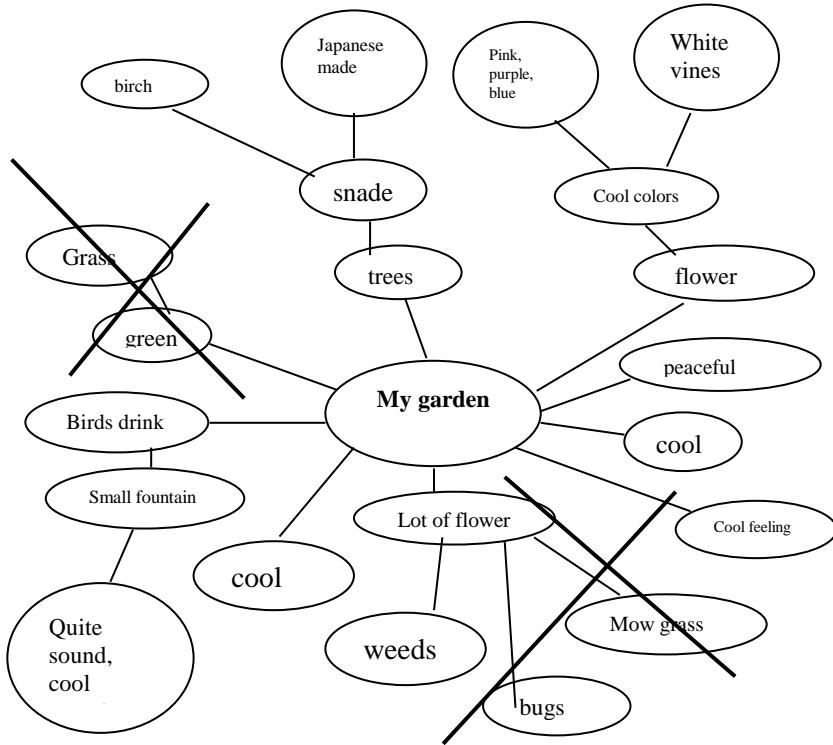 Japanese
made
White
vines
Pink,
purple,
blue
birch
snade
Cool colors
Grass
trees
flower
green
peaceful
My garden
Birds drink
cool
Small fountain
Lot of flower
Cool feeling
cool
Mow grass
Quite
sound,
cool
weeds
bugs